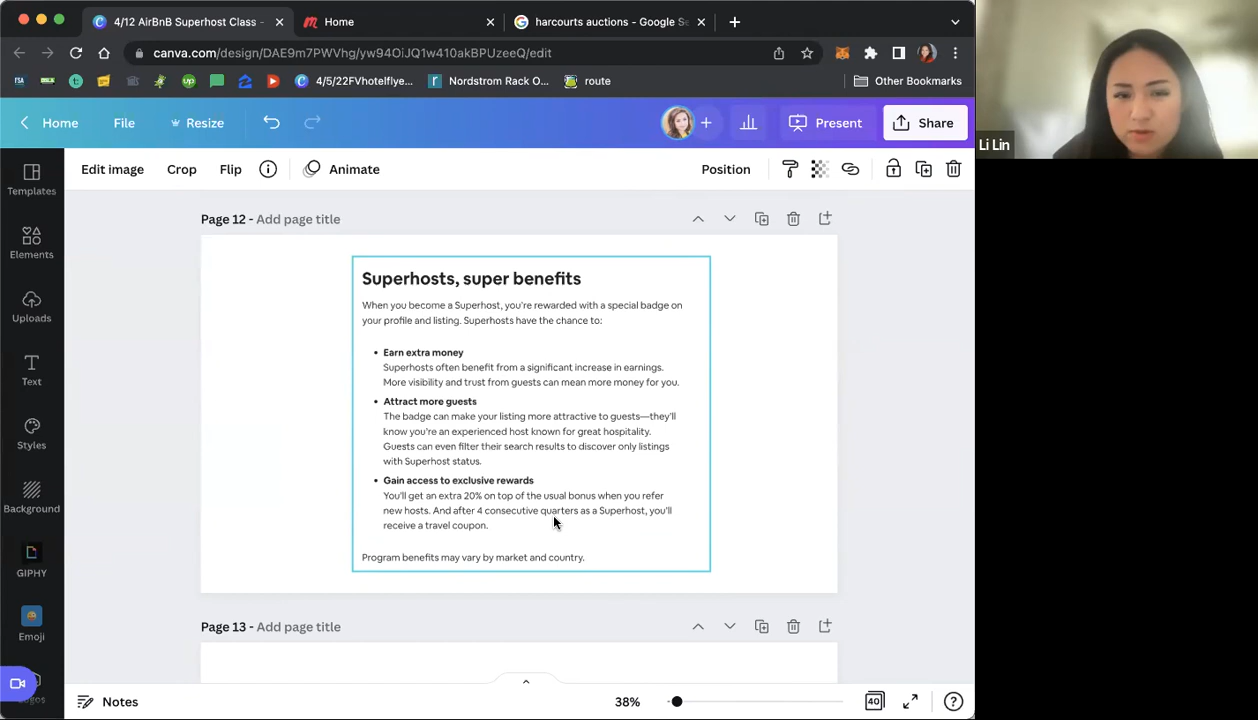 4/12 AirBnB Superhost Class -
Home
harcourts auctions - Google Se
canva.com/design/DAE9m7PWVhg/yw94OiJQ1w410akBPUzeeQ/edit
4/5/22FVhotelflye...
Nordstrom Rack O...
route
Other Bookmarks
Home
File
Resize
Present
Share
Li Lin
Edit image
Crop
Flip
Animate
Position
Templates
Elements
Uploads
Text
Styles
Background
GIPHY
Emoji
Page 12 - Add page title
Superhosts, super benefits
When you become a Superhost, you're rewarded with a special badge on
your profile and listing. Superhosts have the chance to:
• Earn extra money
Superhosts often benefit from a significant increase in earnings.
More visibility and trust from guests can mean more money for you.
• Attract more guests
The badge can make your listing more attractive to guests—they'll
know you're an experienced host known for great hospitality.
Guests can even filter their search results to discover only listings
with Superhost status.
• Gain access to exclusive rewards
You'll get an extra 20% on top of the usual bonus when you refer
new hosts. And after 4 consecutive quarters as a Superhost, you'll
receive a travel coupon.
Program benefits may vary by market and country.
Page 13 - Add page title
Notes
38%
40